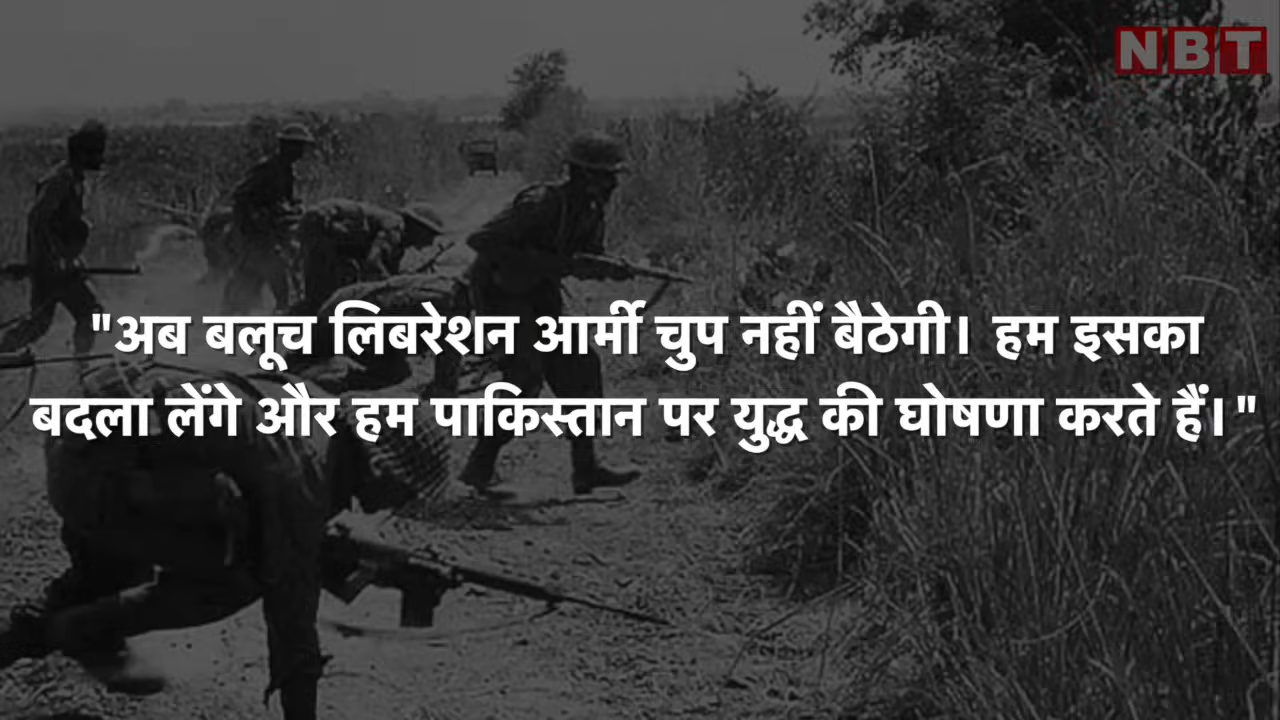 NBT
"अब बलूच लिबरेशन आर्मी चुप नहीं बैठेगी। हम इसका
बदला लेंगे और हम पाकिस्तान पर युद्ध की घोषणा करते हैं।"